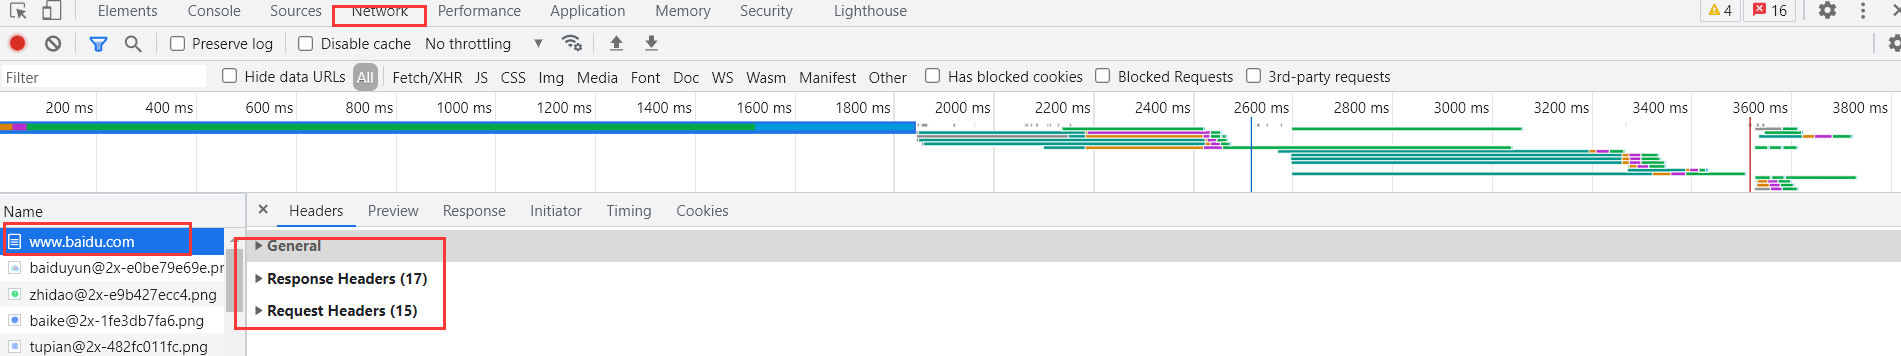 Elements Console Sources Network Performance Application Memory Security Lighthouse 4 16
Preserve log Disable cache No throttling
Filter Hide data URLs All Fetch/XHR JS CSS Img Media Font Doc WS Wasm Manifest Other Has blocked cookies Blocked Requests 3rd-party requests
200 ms 400 ms 600 ms 800 ms 1000 ms 1200 ms 1400 ms 1600 ms 1800 ms 2000 ms 2200 ms 2400 ms 2600 ms 2800 ms 3000 ms 3200 ms 3400 ms 3600 ms 3800 ms
Name
× Headers Preview Response Initiator Timing Cookies
www.baidu.com
baiduyun@2x-e0be79e69e.pr
zhidao@2x-e9b427ecc4.png
baike@2x-1fe3db7fa6.png
tupian@2x-482fc011fc.png
General
Response Headers (17)
Request Headers (15)